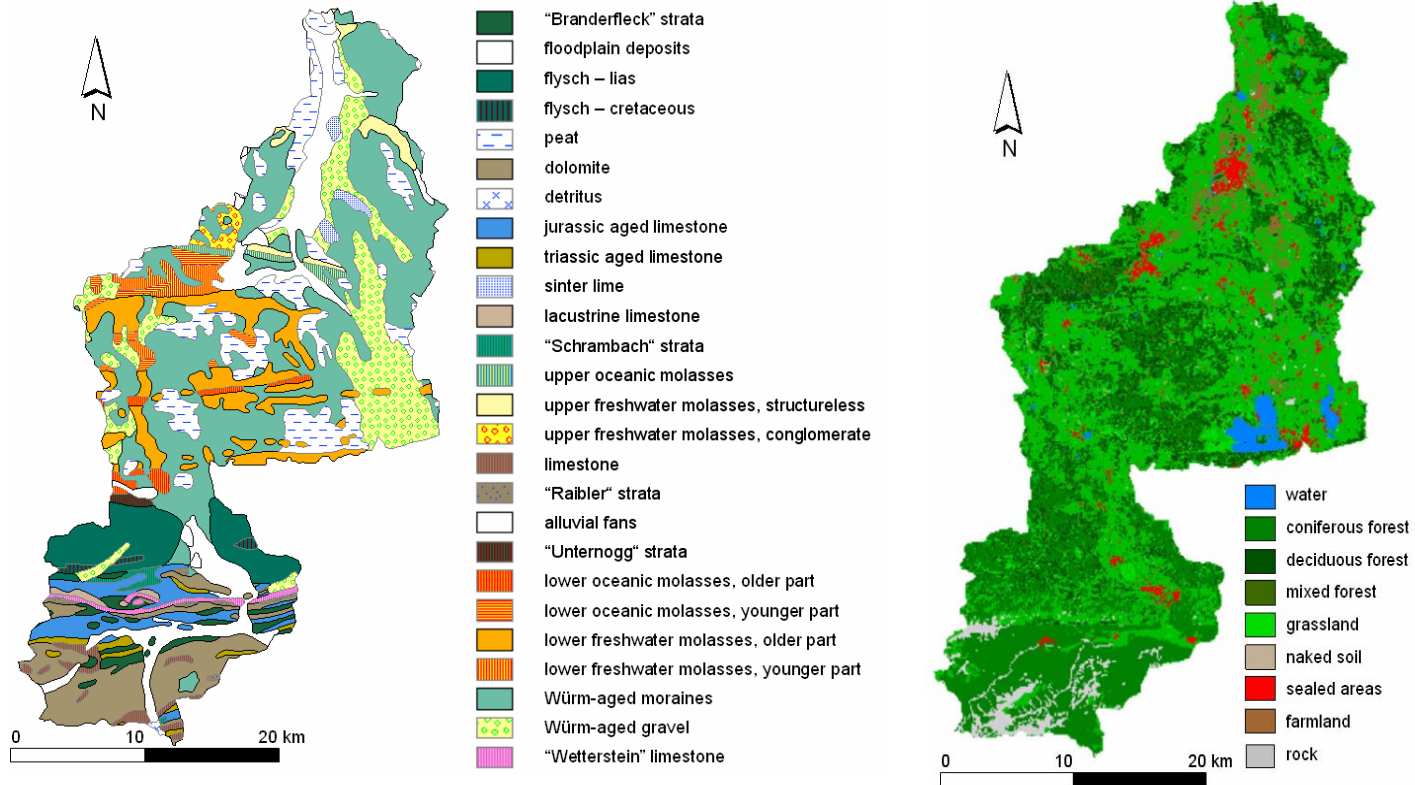 N
"Branderfleck" strata
floodplain deposits
flysch – lias
flysch – cretaceous
peat
dolomite
detritus
jurassic aged limestone
triassic aged limestone
sinter lime
lacustrine limestone
"Schrambach" strata
upper oceanic molasses
upper freshwater molasses, structureless
upper freshwater molasses, conglomerate
limestone
"Raibler" strata
alluvial fans
"Unternogg" strata
lower oceanic molasses, older part
lower oceanic molasses, younger part
lower freshwater molasses, older part
lower freshwater molasses, younger part
Würm-aged moraines
Würm-aged gravel
"Wetterstein" limestone
0 10 20 km
N
water
coniferous forest
deciduous forest
mixed forest
grassland
naked soil
sealed areas
farmland
rock
0 10 20 km